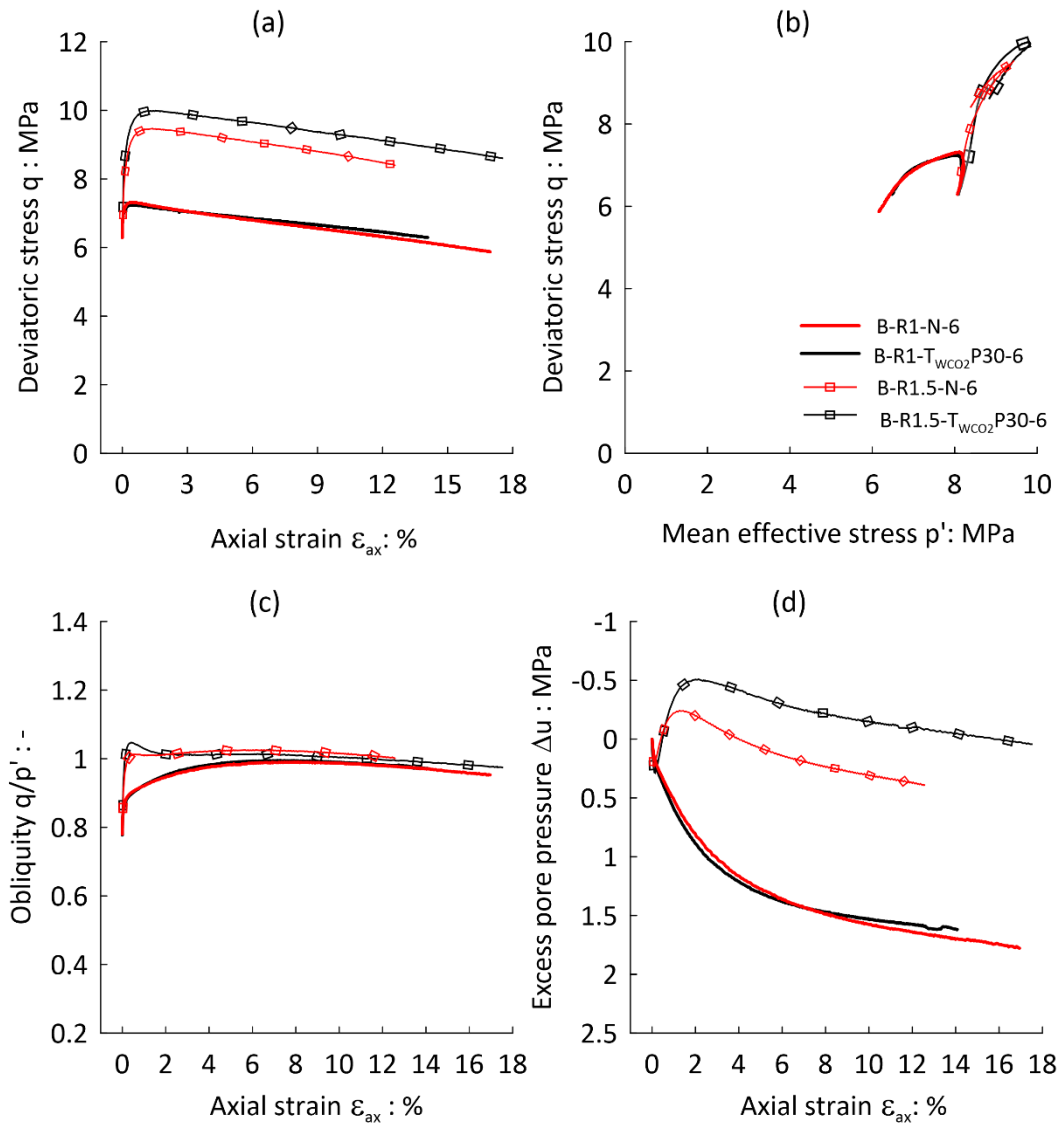 (a)
12
10
8
6
4
2
0
Deviatoric stress q : MPa
0 3 6 9 12 15 18
Axial strain εax: %
(b)
10
8
6
4
2
0
Deviatoric stress q : MPa
B-R1-N-6
B-R1-TWCO2P30-6
B-R1.5-N-6
B-R1.5-TWCO2P30-6
0 2 4 6 8 10
Mean effective stress p': MPa
(c)
1.4
1.2
1
0.8
0.6
0.4
0.2
Obliquity q/p' : -
0 2 4 6 8 10 12 14 16 18
Axial strain εax : %
(d)
-1
-0.5
0
0.5
1
1.5
2
2.5
Excess pore pressure Δu : MPa
0 2 4 6 8 10 12 14 16 18
Axial strain εax: %